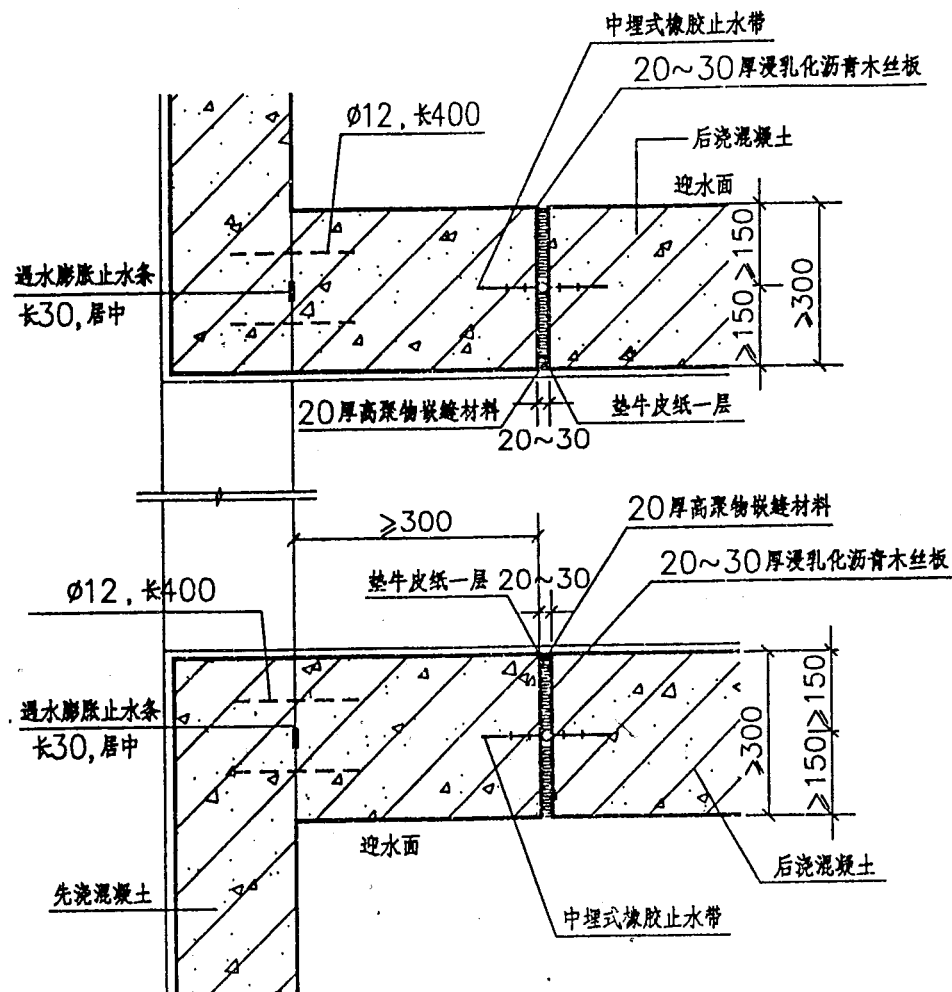 中埋式橡胶止水带
20~30厚浸乳化沥青木丝板
ø12，长400
后浇混凝土
迎水面
≥150
≥150
≥300
遇水膨胀止水条
长30，居中
20厚高聚物嵌缝材料
垫牛皮纸一层
20~30
≥300
20厚高聚物嵌缝材料
20~30厚浸乳化沥青木丝板
垫牛皮纸一层
20~30
ø12，长400
遇水膨胀止水条
长30，居中
≥300
≥150
≥150
迎水面
后浇混凝土
先浇混凝土
中埋式橡胶止水带